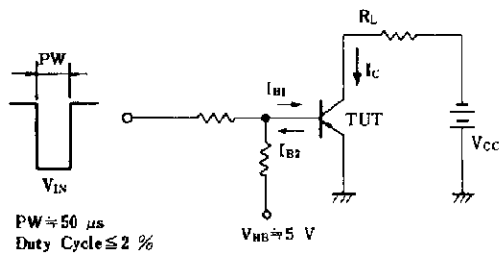 R_L
PW
I_B1
I_C
TUT
I_B2
V_CC
V_IN
PW≒50 μs
Duty Cycle≦2 %
V_BB≒5 V